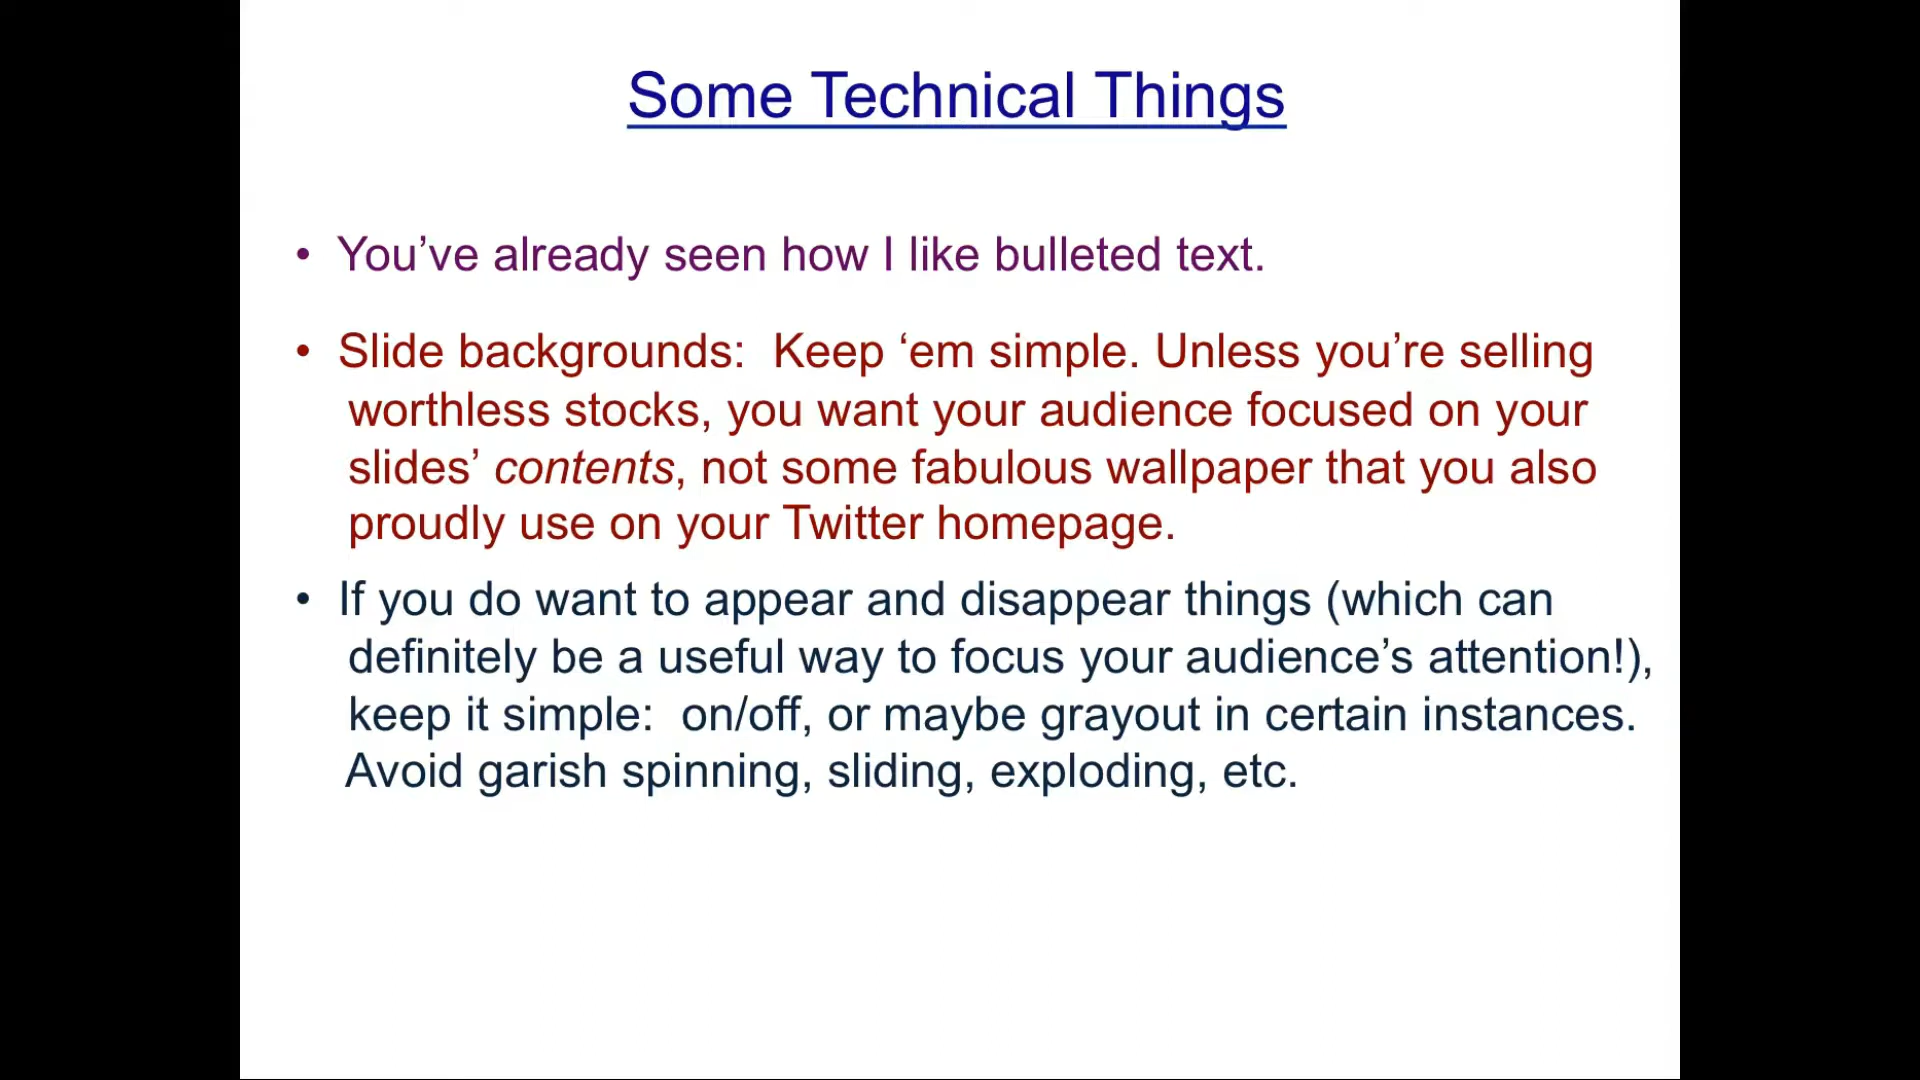 Some Technical Things
• You’ve already seen how I like bulleted text.
• Slide backgrounds:  Keep ‘em simple. Unless you’re selling
worthless stocks, you want your audience focused on your
slides’ contents, not some fabulous wallpaper that you also
proudly use on your Twitter homepage.
• If you do want to appear and disappear things (which can
definitely be a useful way to focus your audience’s attention!),
keep it simple:  on/off, or maybe grayout in certain instances.
Avoid garish spinning, sliding, exploding, etc.